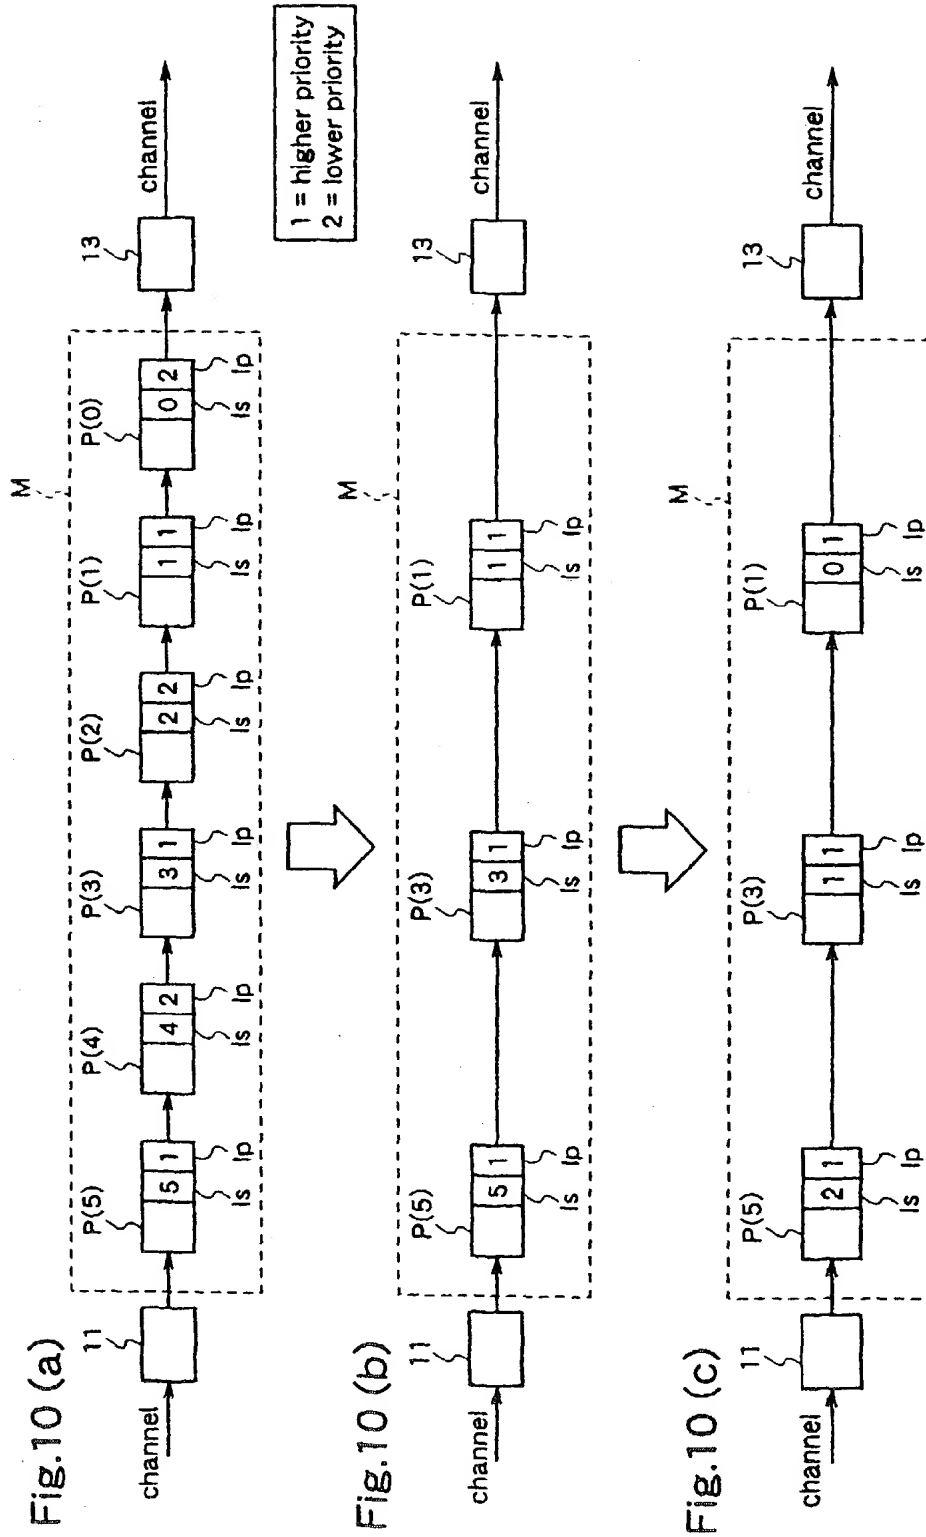 Fig.10 (a)
M
P(5) P(4) P(3) P(2) P(1) P(0)
11 13
channel 5 1 4 2 3 1 2 2 1 1 0 2 channel
Is Ip Is Ip Is Ip Is Ip Is Ip Is Ip
1 = higher priority
2 = lower priority
Fig.10 (b)
M
P(5) P(3) P(1)
11 13
channel 5 1 3 1 1 1 channel
Is Ip Is Ip Is Ip
Fig.10 (c)
M
P(5) P(3) P(1)
11 13
channel 2 1 1 1 0 1 channel
Is Ip Is Ip Is Ip